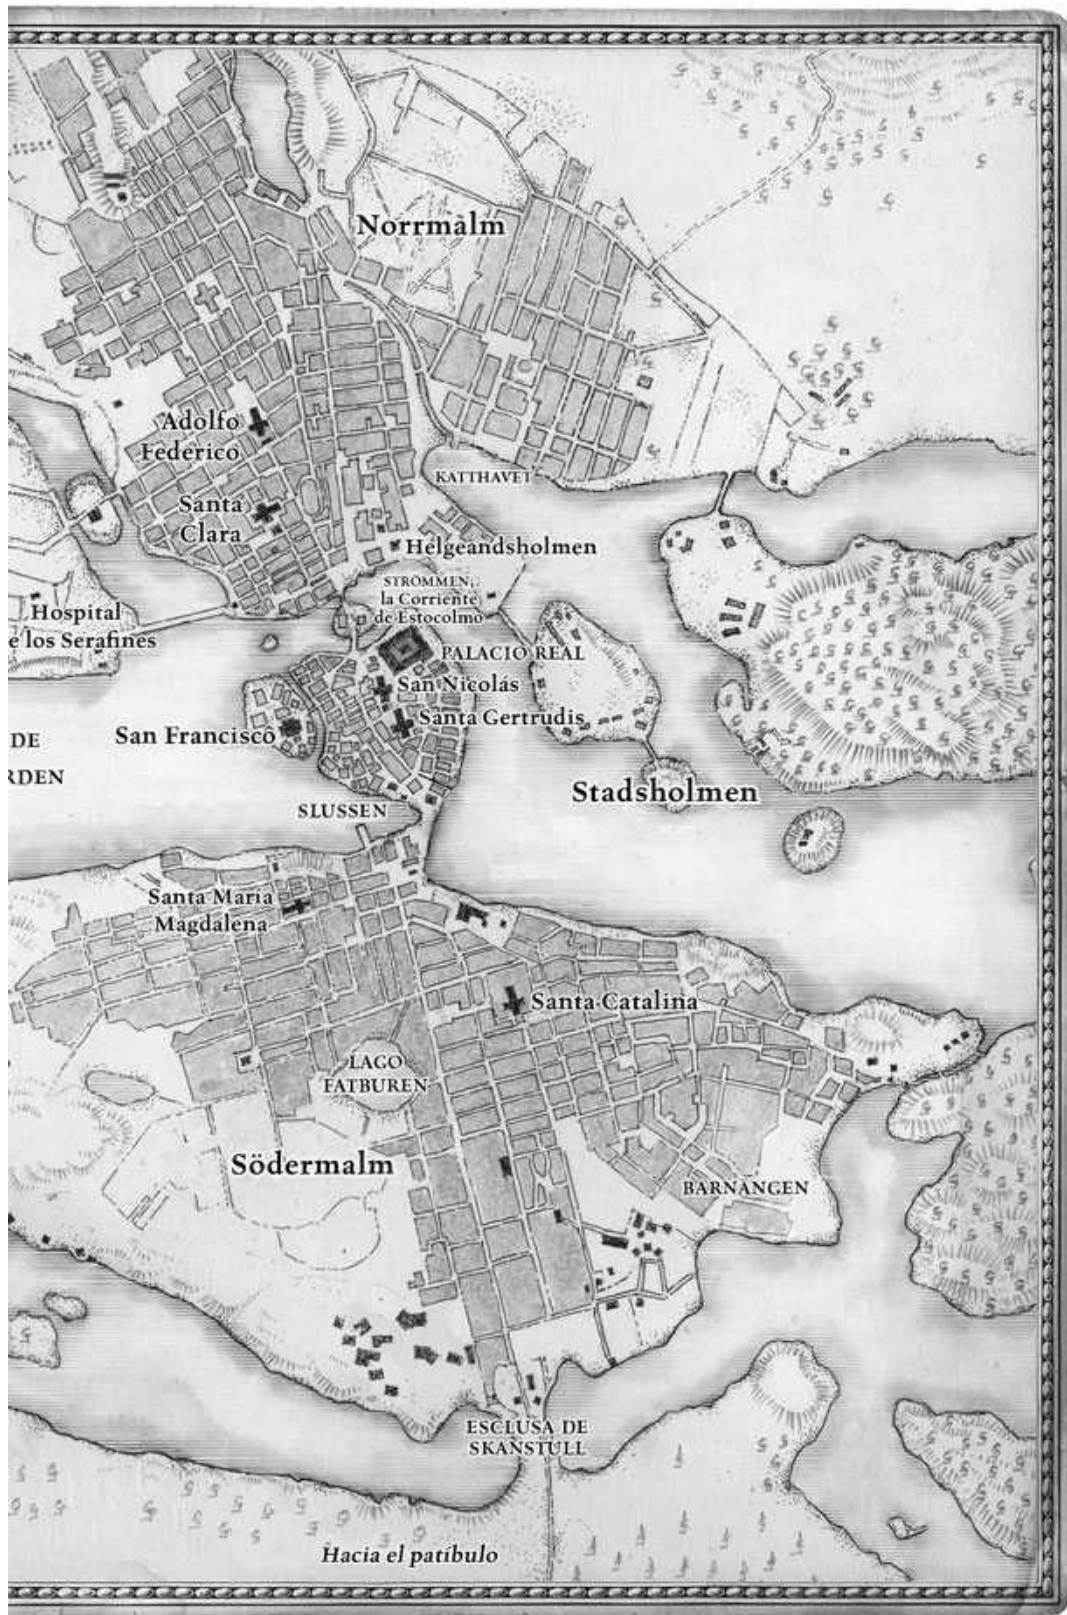 Norrmalm
Adolfo
Federico
KATTHAVET
Santa
Clara
Helgeandsholmen
STRÖMMEN,
la Corriente
de Estocolmo
Hospital
e los Serafines
PALACIO REAL
San Nicolás
Santa Gertrudis
San Francisco
DE
RDEN
Stadsholmen
SLUSSEN
Santa María
Magdalena
Santa Catalina
LAGO
FATBUREN
Södermalm
BARNÄNGEN
ESCLUSA DE
SKANSTULL
Hacia el patíbulo